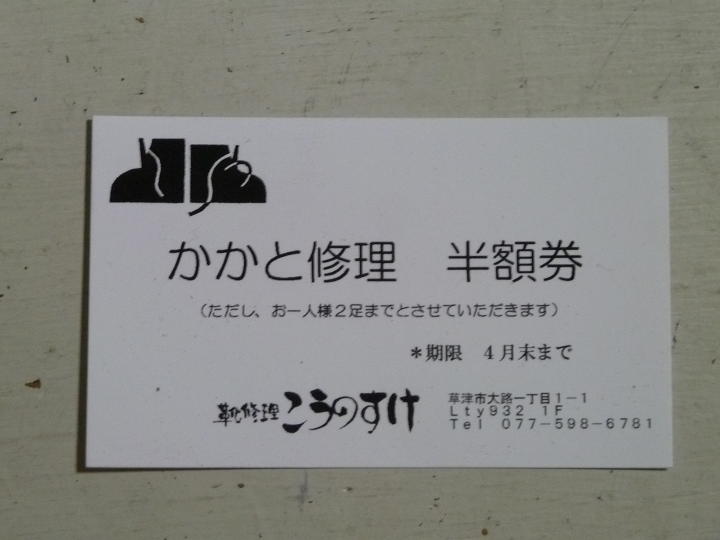 かかと修理　半額券
（ただし、お一人様２足までとさせていただきます）
＊期限　４月末まで
靴修理 こうのすけ
草津市大路一丁目１−１
Ｌｔｙ９３２　１Ｆ
Ｔｅｌ　０７７−５９８−６７８１